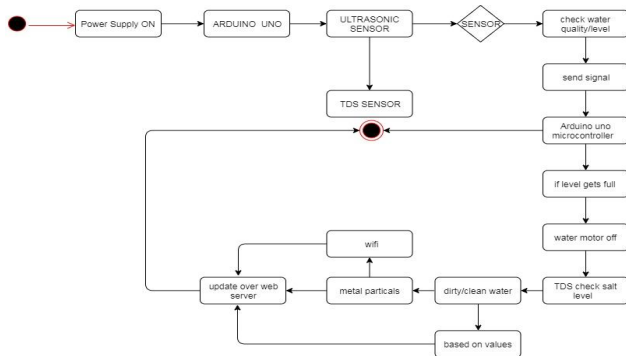 Power Supply ON
ARDUINO UNO
ULTRASONIC
SENSOR
SENSOR
check water
quality/level
send signal
TDS SENSOR
Arduino uno
microcontroller
if level gets full
wifi
water motor off
update over web
server
metal particals
dirty/clean water
TDS check salt
level
based on values